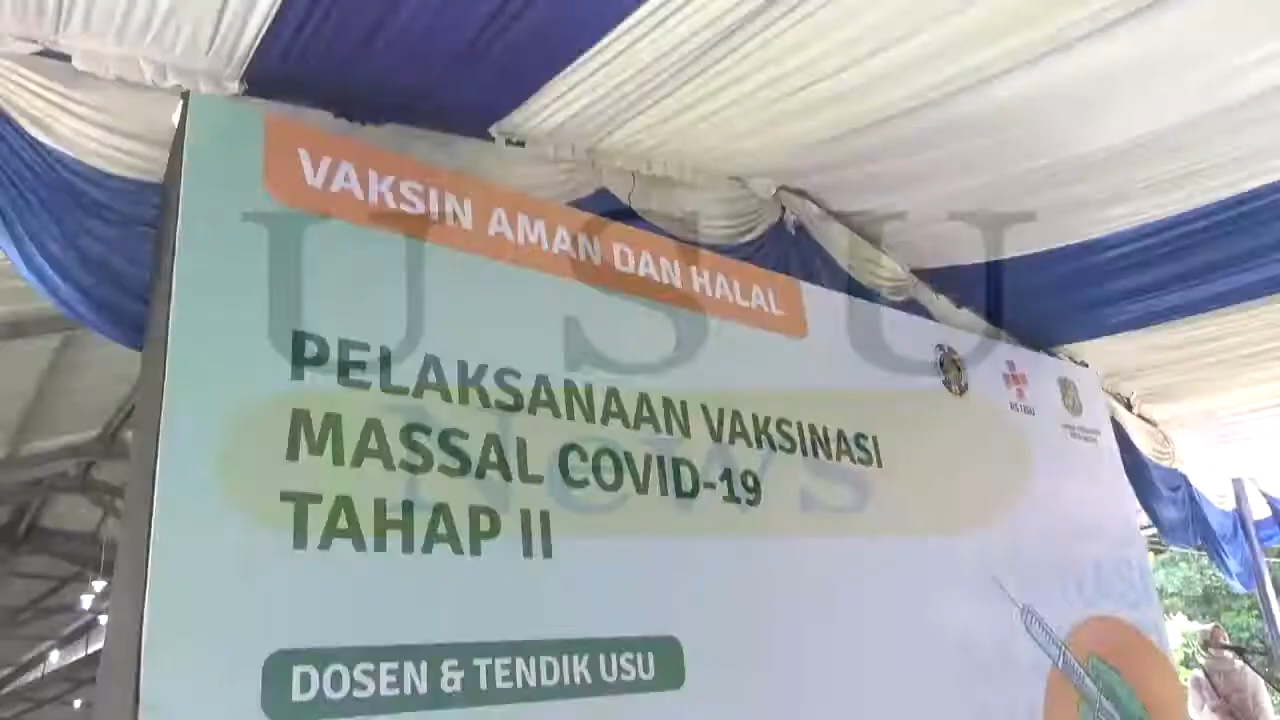 VAKSIN AMAN DAN HALAL
PELAKSANAAN VAKSINASI
MASSAL COVID-19
TAHAP II
DOSEN & TENDIK USU
USU
News